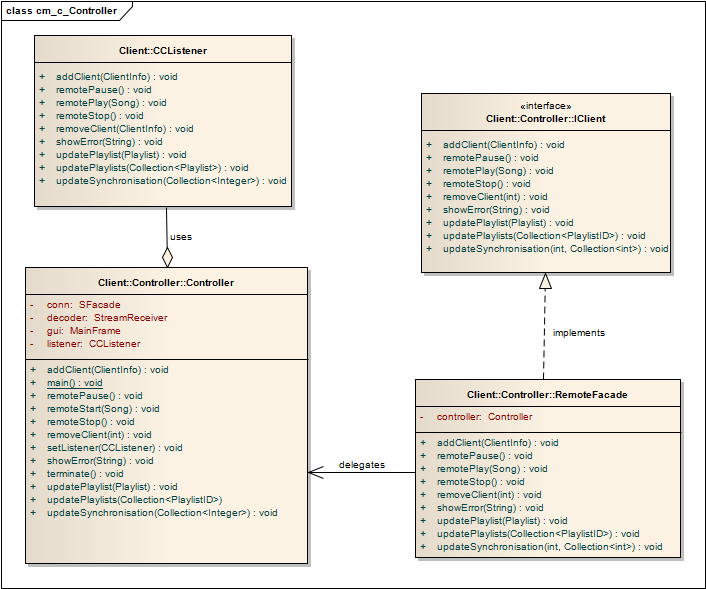 class cm_c_Controller
Client::CCListener
+ addClient(ClientInfo) : void
+ remotePause() : void
+ remotePlay(Song) : void
+ remoteStop() : void
+ removeClient(ClientInfo) : void
+ showError(String) : void
+ updatePlaylist(Playlist) : void
+ updatePlaylists(Collection<Playlist>) : void
+ updateSynchronisation(Collection<Integer>) : void
«interface»
Client::Controller::IClient
+ addClient(ClientInfo) : void
+ remotePause() : void
+ remotePlay(Song) : void
+ remoteStop() : void
+ removeClient(int) : void
+ showError(String) : void
+ updatePlaylist(Playlist) : void
+ updatePlaylists(Collection<PlaylistID>) : void
+ updateSynchronisation(int, Collection<int>) : void
uses
Client::Controller::Controller
- conn: SFacade
- decoder: StreamReceiver
- gui: MainFrame
- listener: CCListener
+ addClient(ClientInfo) : void
+ main() : void
+ remotePause() : void
+ remoteStart(Song) : void
+ remoteStop() : void
+ removeClient(int) : void
+ setListener(CCListener) : void
+ showError(String) : void
+ terminate() : void
+ updatePlaylist(Playlist) : void
+ updatePlaylists(Collection<PlaylistID>)
+ updateSynchronisation(Collection<Integer>) : void
implements
delegates
Client::Controller::RemoteFacade
- controller: Controller
+ addClient(ClientInfo) : void
+ remotePause() : void
+ remotePlay(Song) : void
+ remoteStop() : void
+ removeClient(int) : void
+ showError(String) : void
+ updatePlaylist(Playlist) : void
+ updatePlaylists(Collection<PlaylistID>) : void
+ updateSynchronisation(int, Collection<int>) : void